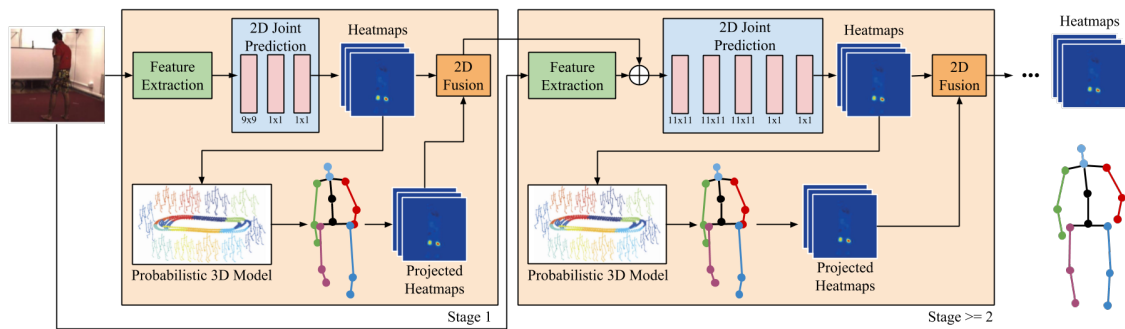 2D Joint
Prediction
Heatmaps
Feature
Extraction
9x9
1x1
1x1
2D
Fusion
Probabilistic 3D Model
Projected
Heatmaps
Stage 1
2D Joint
Prediction
Heatmaps
Feature
Extraction
11x11
11x11
11x11
1x1
1x1
2D
Fusion
Probabilistic 3D Model
Projected
Heatmaps
Stage >= 2
Heatmaps